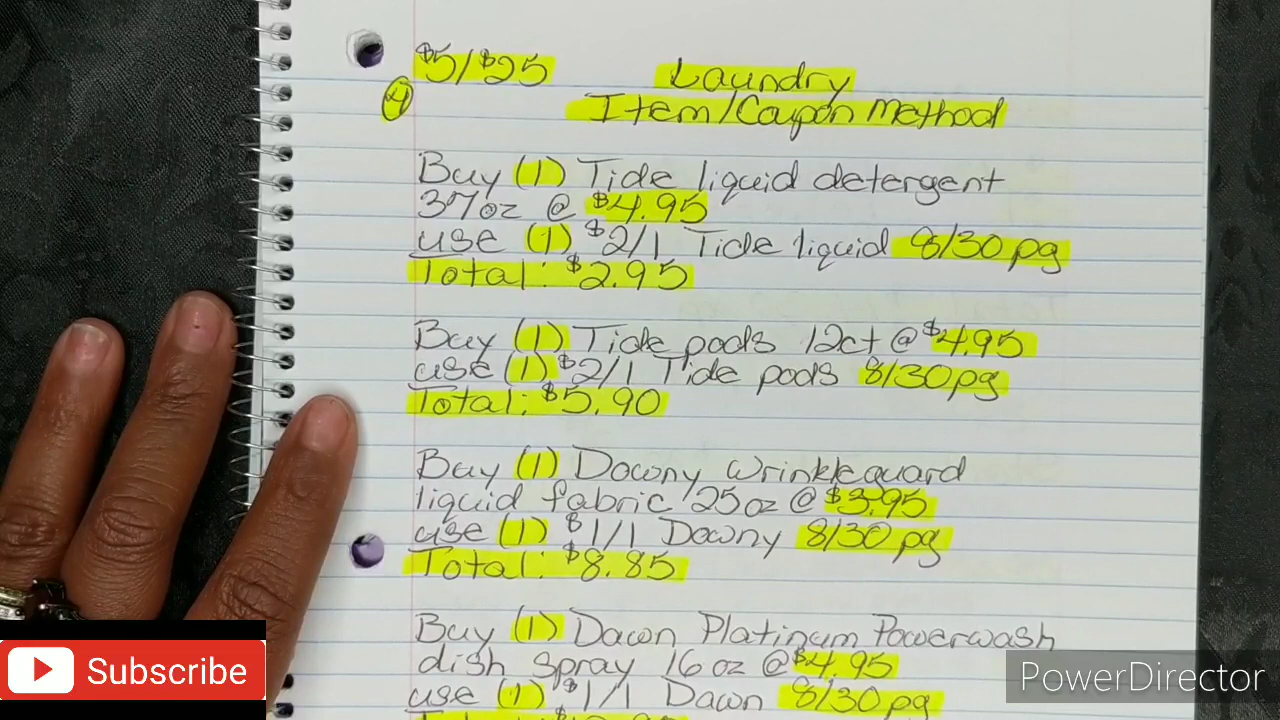 $5/$25 Laundry
4 Item/Coupon Method
Buy (1) Tide liquid detergent
37oz @ $4.95
use (1) $2/1 Tide liquid 8/30 pg
Total: $2.95
Buy (1) Tide pods 12ct @ $4.95
use (1) $2/1 Tide pods 8/30 pg
Total: $5.90
Buy (1) Downy Wrinkleguard
liquid fabric 25oz @ $3.95
use (1) $1/1 Downy 8/30 pg
Total: $8.85
Buy (1) Dawn Platinum Powerwash
dish spray 16oz @ $4.95
use (1) $1/1 Dawn 8/30 pg
Subscribe
PowerDirector